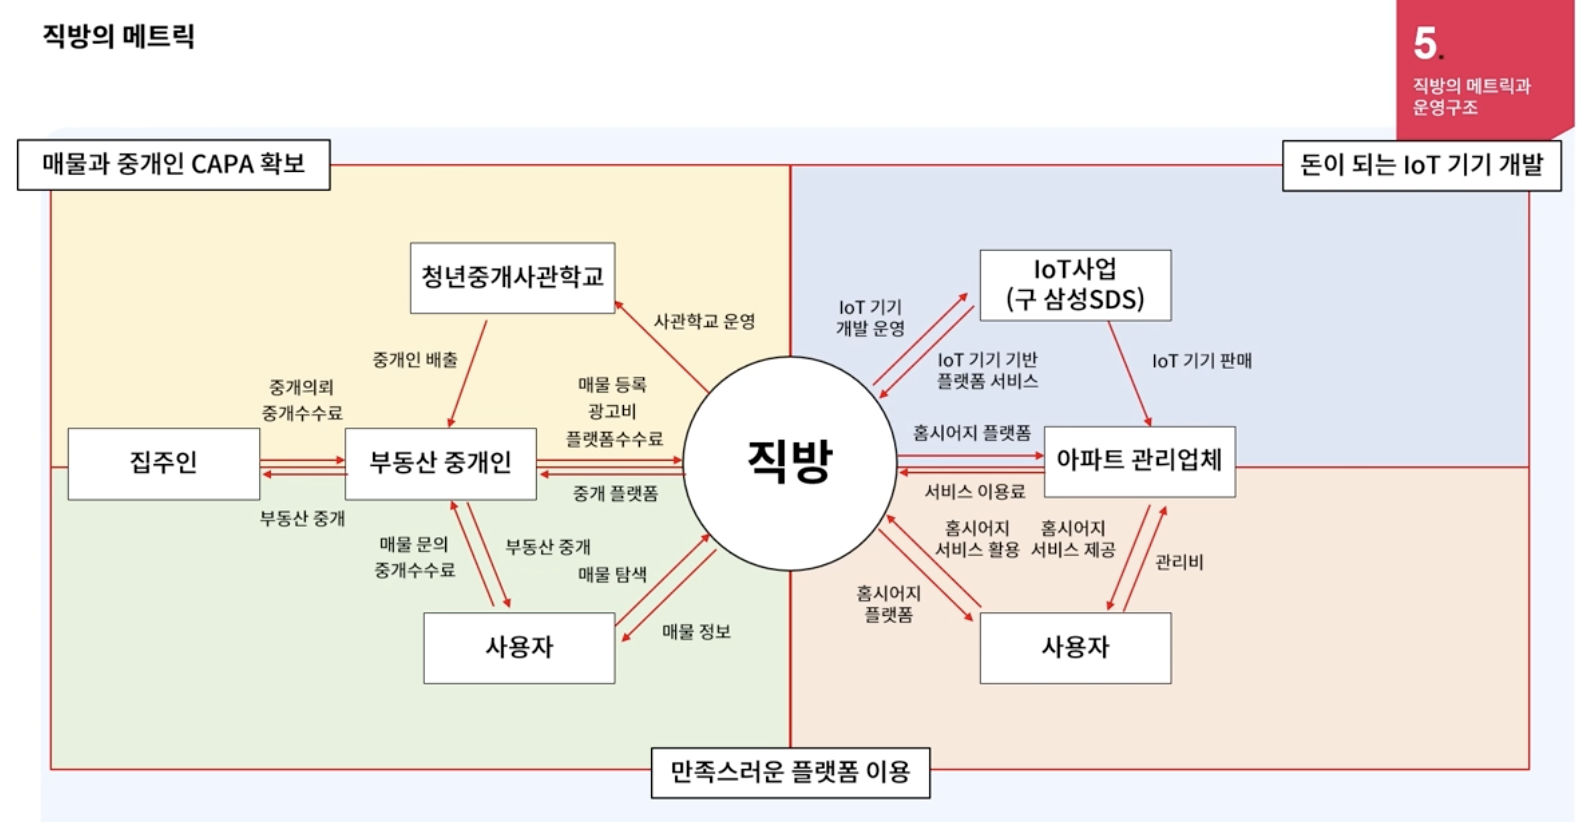 직방의 메트릭
5.
직방의 메트릭과
운영구조
매물과 중개인 CAPA 확보
돈이 되는 IoT 기기 개발
청년중개사관학교
사관학교 운영
중개인 배출
중개의뢰
중개수수료
매물 등록
광고비
플랫폼수수료
집주인
부동산 중개인
중개 플랫폼
부동산 중개
매물 문의
중개수수료
부동산 중개
매물 탐색
매물 정보
사용자
직방
IoT사업
(구 삼성SDS)
IoT 기기
개발 운영
IoT 기기 기반
플랫폼 서비스
IoT 기기 판매
홈시어지 플랫폼
아파트 관리업체
서비스 이용료
홈시어지
서비스 활용
홈시어지
서비스 제공
관리비
홈시어지
플랫폼
사용자
만족스러운 플랫폼 이용